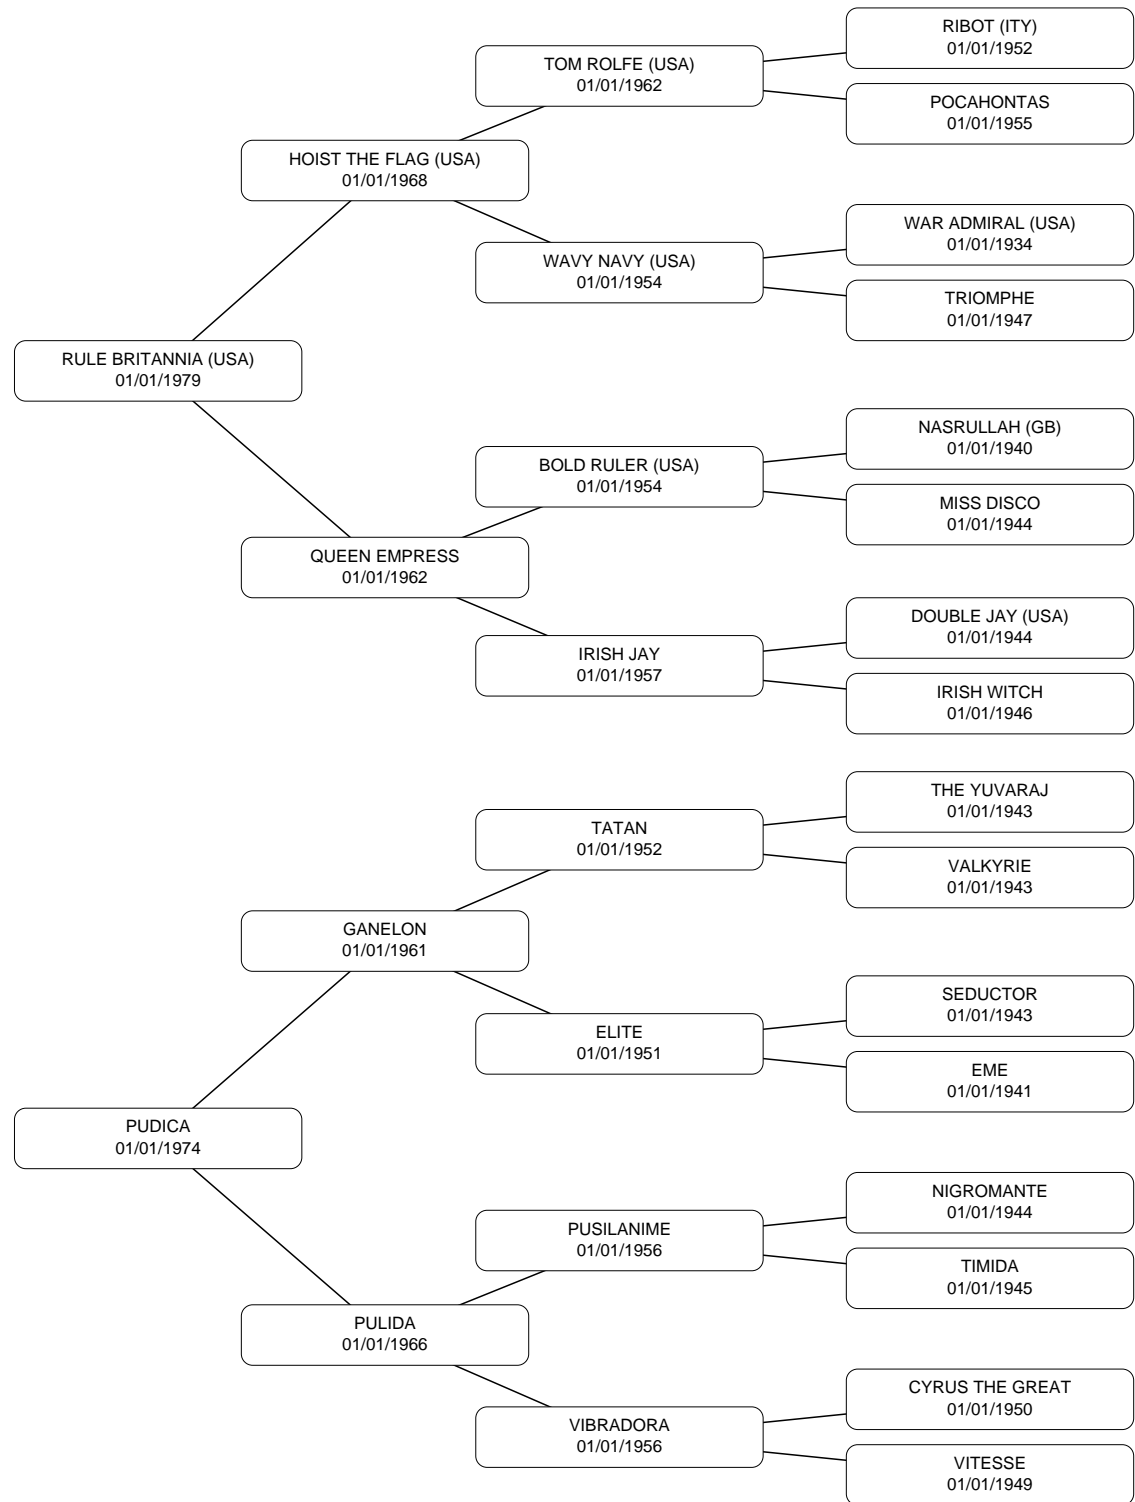 RIBOT (ITY)
01/01/1952
TOM ROLFE (USA)
01/01/1962
POCAHONTAS
01/01/1955
HOIST THE FLAG (USA)
01/01/1968
WAR ADMIRAL (USA)
01/01/1934
WAVY NAVY (USA)
01/01/1954
TRIOMPHE
01/01/1947
RULE BRITANNIA (USA)
01/01/1979
NASRULLAH (GB)
01/01/1940
BOLD RULER (USA)
01/01/1954
MISS DISCO
01/01/1944
QUEEN EMPRESS
01/01/1962
DOUBLE JAY (USA)
01/01/1944
IRISH JAY
01/01/1957
IRISH WITCH
01/01/1946
THE YUVARAJ
01/01/1943
TATAN
01/01/1952
VALKYRIE
01/01/1943
GANELON
01/01/1961
SEDUCTOR
01/01/1943
ELITE
01/01/1951
EME
01/01/1941
PUDICA
01/01/1974
NIGROMANTE
01/01/1944
PUSILANIME
01/01/1956
TIMIDA
01/01/1945
PULIDA
01/01/1966
CYRUS THE GREAT
01/01/1950
VIBRADORA
01/01/1956
VITESSE
01/01/1949